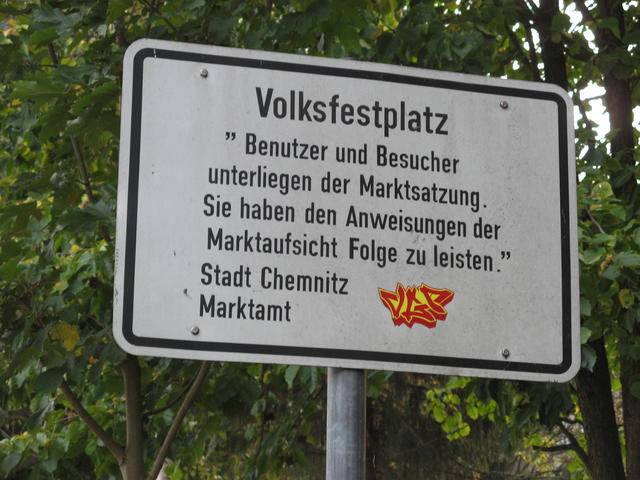 Volksfestplatz
" Benutzer und Besucher
unterliegen der Marktsatzung.
Sie haben den Anweisungen der
Marktaufsicht Folge zu leisten."
Stadt Chemnitz
Marktamt